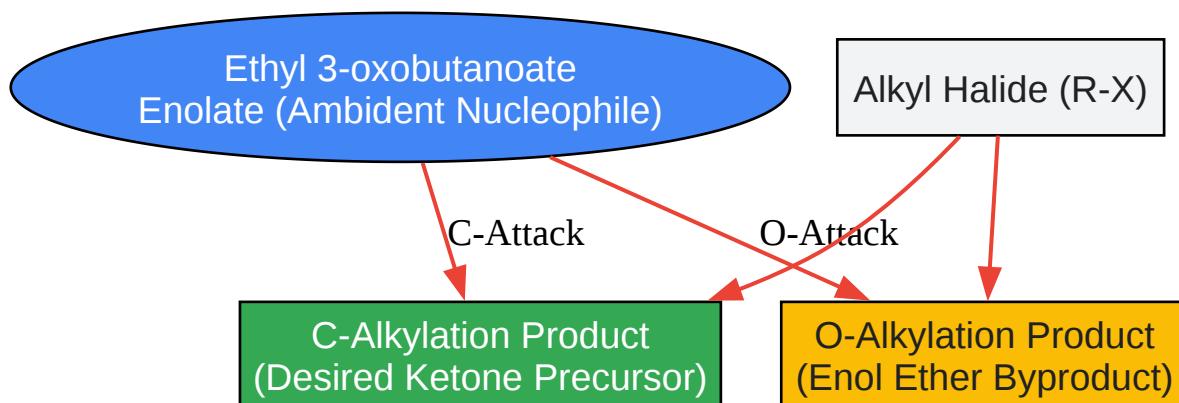 Ethyl 3-oxobutanoate
Enolate (Ambident Nucleophile)
Alkyl Halide (R-X)
C-Attack
O-Attack
C-Alkylation Product
(Desired Ketone Precursor)
O-Alkylation Product
(Enol Ether Byproduct)